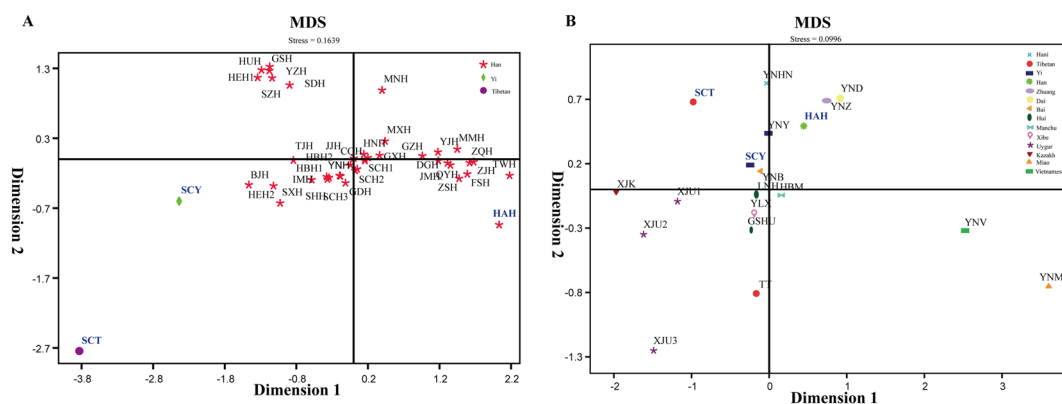 A
MDS
Stress = 0.1639
GSH
HUH
YZH
HEH1
SDH
SZH
MNH
Han
Yi
Tibetan
MXH
HNH
TJH
JJH
YJH
MMH
CQH
GZH
HBH2
GXH
ZQH
YNH
SCH1
DGH
TWH
HBH1
QYH
ZJH
IMH
SCH2
JMH
BJH
FSH
HEH2
SXH
SHH
GDH
ZSH
SCH3
SCY
HAH
SCT
1.3
0.3
-0.7
-1.7
-2.7
-3.8 -2.8 -1.8 -0.8 0.2 1.2 2.2
Dimension 1
Dimension 2
B
MDS
Stress = 0.0996
YNHN
SCT
YND
YNZ
HAH
YNY
SCY
YNB
LNH
HBM
XJK
XJU1
YLX
GSHU
XJU2
YNV
TT
YNM
XJU3
Hani
Tibetan
Yi
Han
Zhuang
Dai
Bai
Hui
Manchu
Xibe
Uygur
Kazakh
Miao
Vietnamese
0.7
0.2
-0.3
-0.8
-1.3
-2 -1 0 1 2 3
Dimension 1
Dimension 2